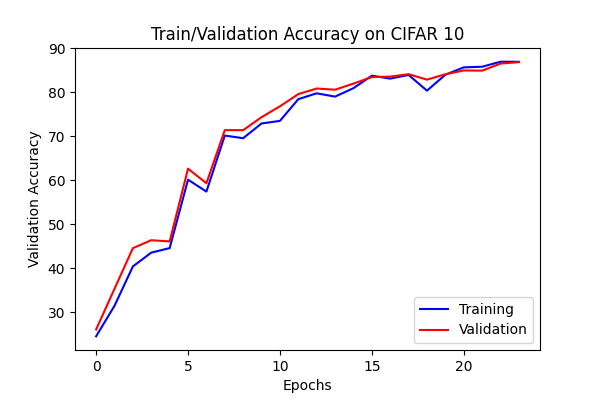 Train/Validation Accuracy on CIFAR 10
90
80
70
60
50
40
30
Validation Accuracy
0 5 10 15 20
Epochs
Training
Validation